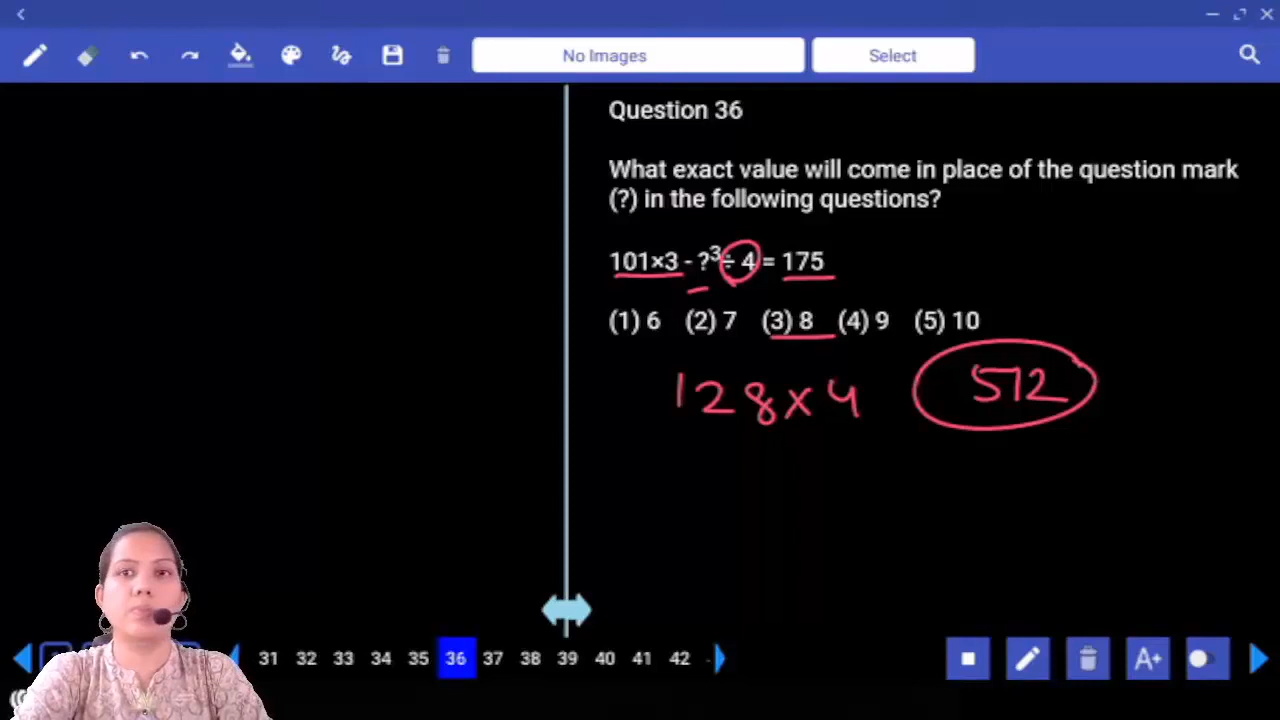 No Images
Select
Question 36
What exact value will come in place of the question mark
(?) in the following questions?
101×3 - ?³÷ 4 = 175
(1) 6 (2) 7 (3) 8 (4) 9 (5) 10
128×4 512
31 32 33 34 35 36 37 38 39 40 41 42
A+